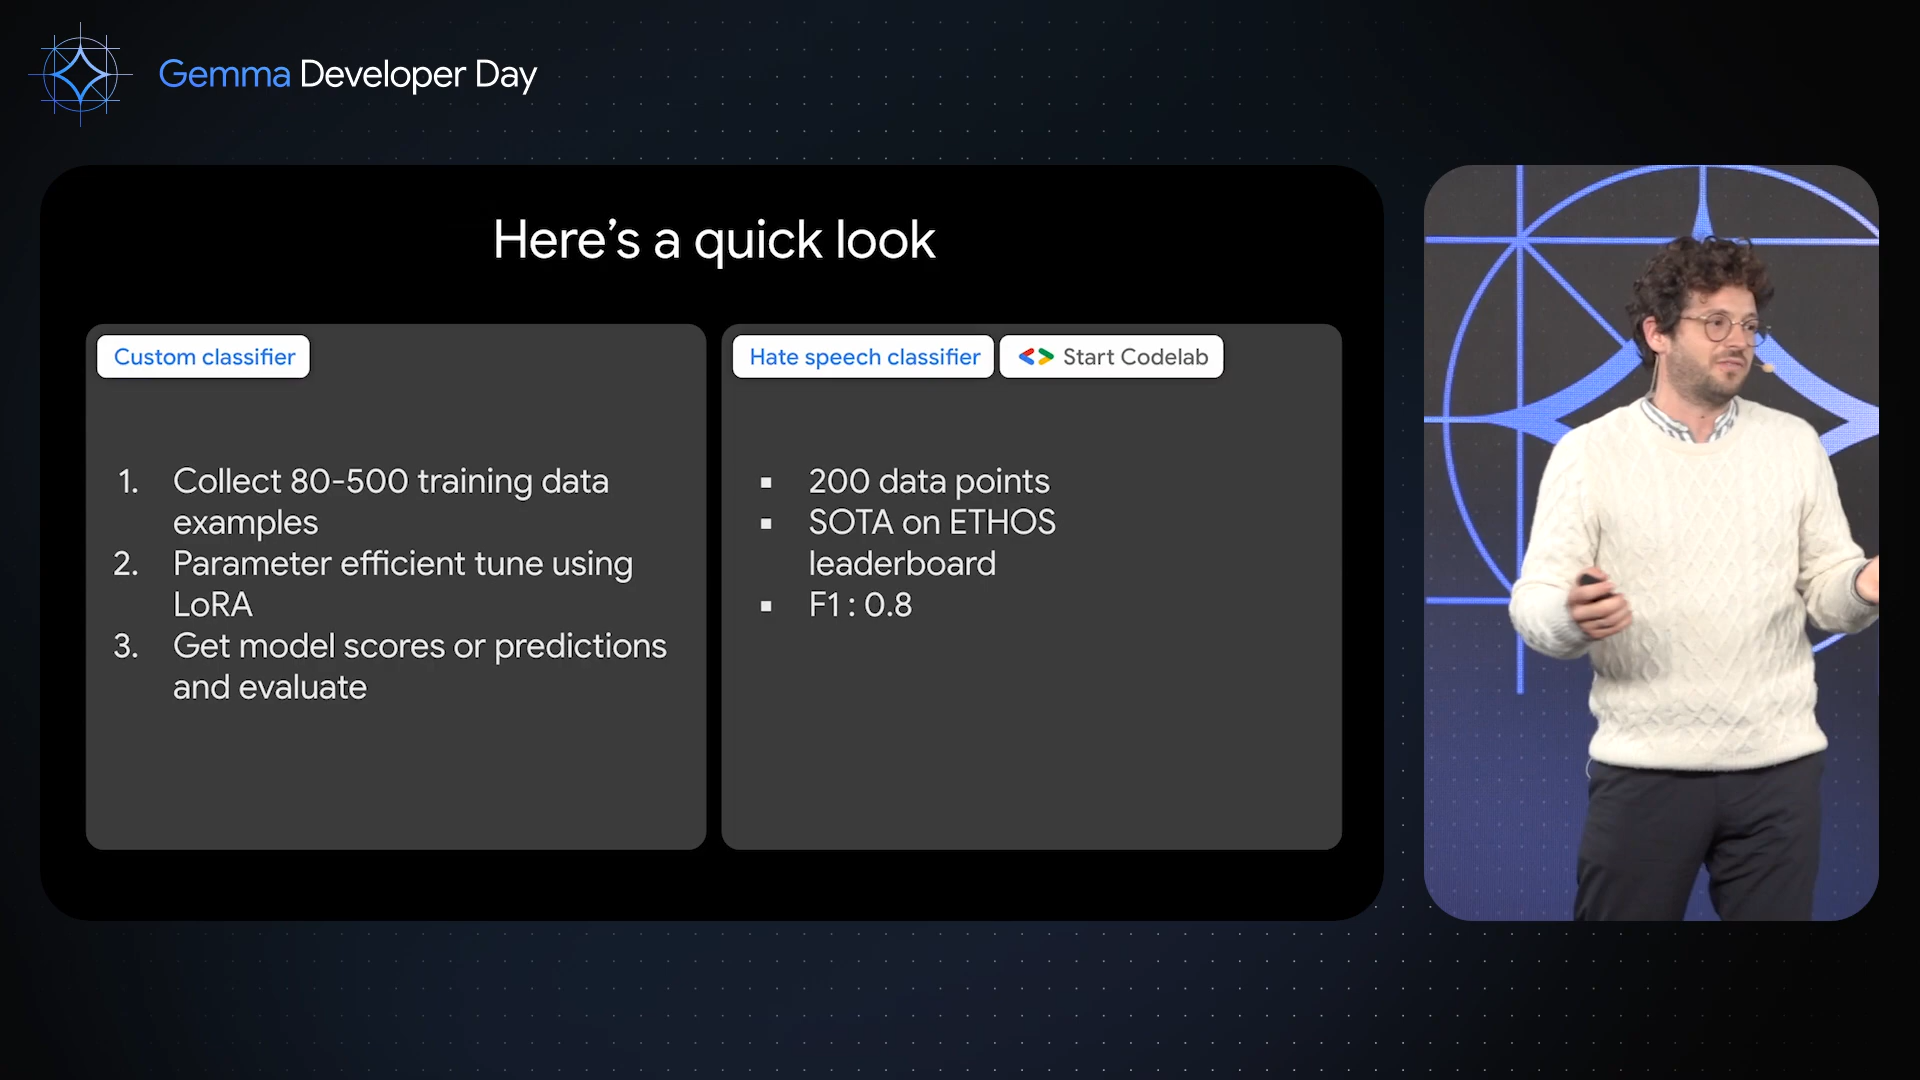 Gemma Developer Day
Here's a quick look
Custom classifier
1. Collect 80-500 training data
examples
2. Parameter efficient tune using
LoRA
3. Get model scores or predictions
and evaluate
Hate speech classifier
<> Start Codelab
▪ 200 data points
▪ SOTA on ETHOS
leaderboard
▪ F1 : 0.8